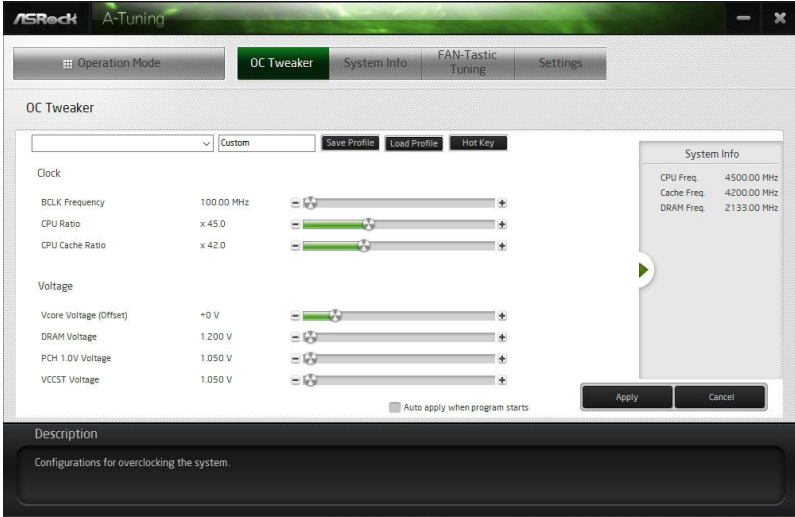 ASRock A-Tuning
Operation Mode
OC Tweaker
System Info
FAN-Tastic
Tuning
Settings
OC Tweaker
Custom
Save Profile
Load Profile
Hot Key
Clock
BCLK Frequency 100.00 MHz
CPU Ratio x 45.0
CPU Cache Ratio x 42.0
Voltage
Vcore Voltage (Offset) +0 V
DRAM Voltage 1.200 V
PCH 1.0V Voltage 1.050 V
VCCST Voltage 1.050 V
Auto apply when program starts
System Info
CPU Freq. 4500.00 MHz
Cache Freq. 4200.00 MHz
DRAM Freq. 2133.00 MHz
Apply
Cancel
Description
Configurations for overclocking the system.